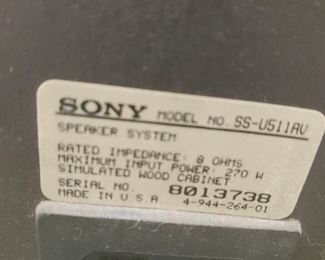 SONY MODEL NO. SS-U511AV
SPEAKER SYSTEM
RATED IMPEDANCE: 8 OHMS
MAXIMUM INPUT POWER: 270 W
SIMULATED WOOD CABINET
SERIAL NO. 8013738
MADE IN U.S.A 4-944-264-01